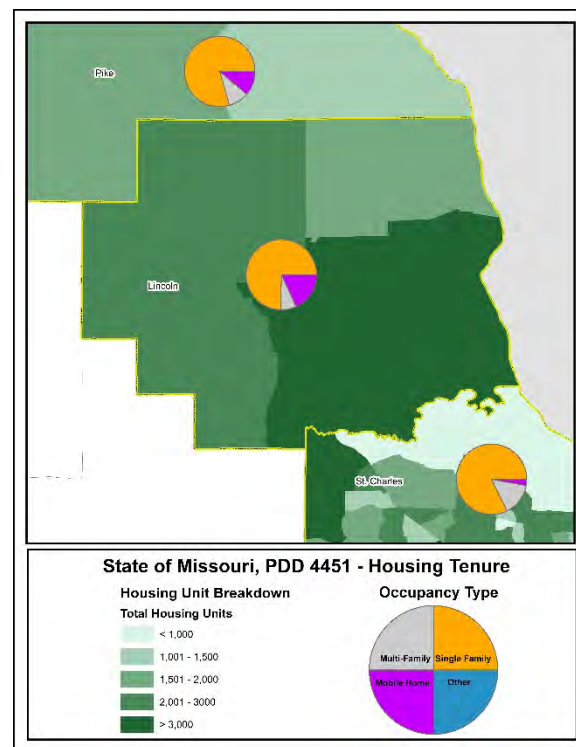 Pike
Lincoln
St. Charles
State of Missouri, PDD 4451 - Housing Tenure
Housing Unit Breakdown
Total Housing Units
< 1,000
1,001 - 1,500
1,501 - 2,000
2,001 - 3000
> 3,000
Occupancy Type
Multi-Family
Single Family
Mobile Home
Other